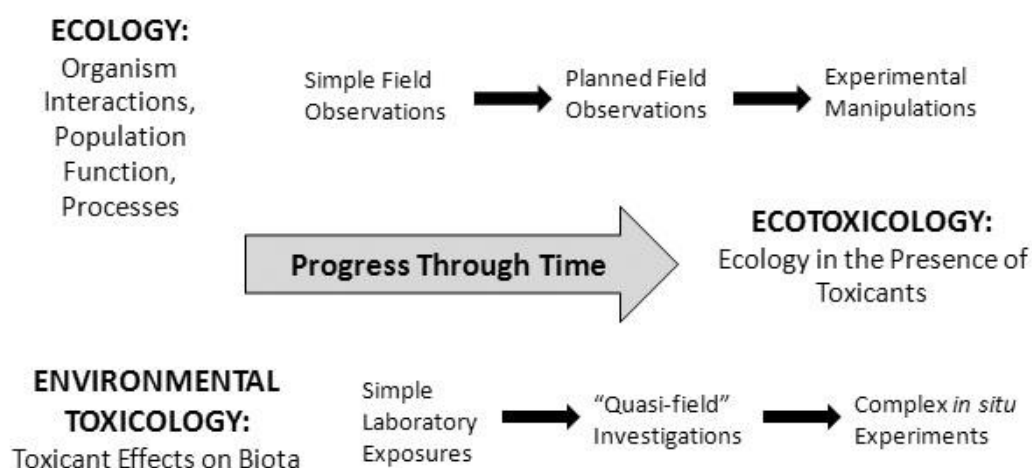 ECOLOGY:
Organism
Interactions,
Population
Function,
Processes
Simple Field
Observations
Planned Field
Observations
Experimental
Manipulations
Progress Through Time
ECOTOXICOLOGY:
Ecology in the Presence of
Toxicants
ENVIRONMENTAL
TOXICOLOGY:
Toxicant Effects on Biota
Simple
Laboratory
Exposures
“Quasi-field”
Investigations
Complex in situ
Experiments